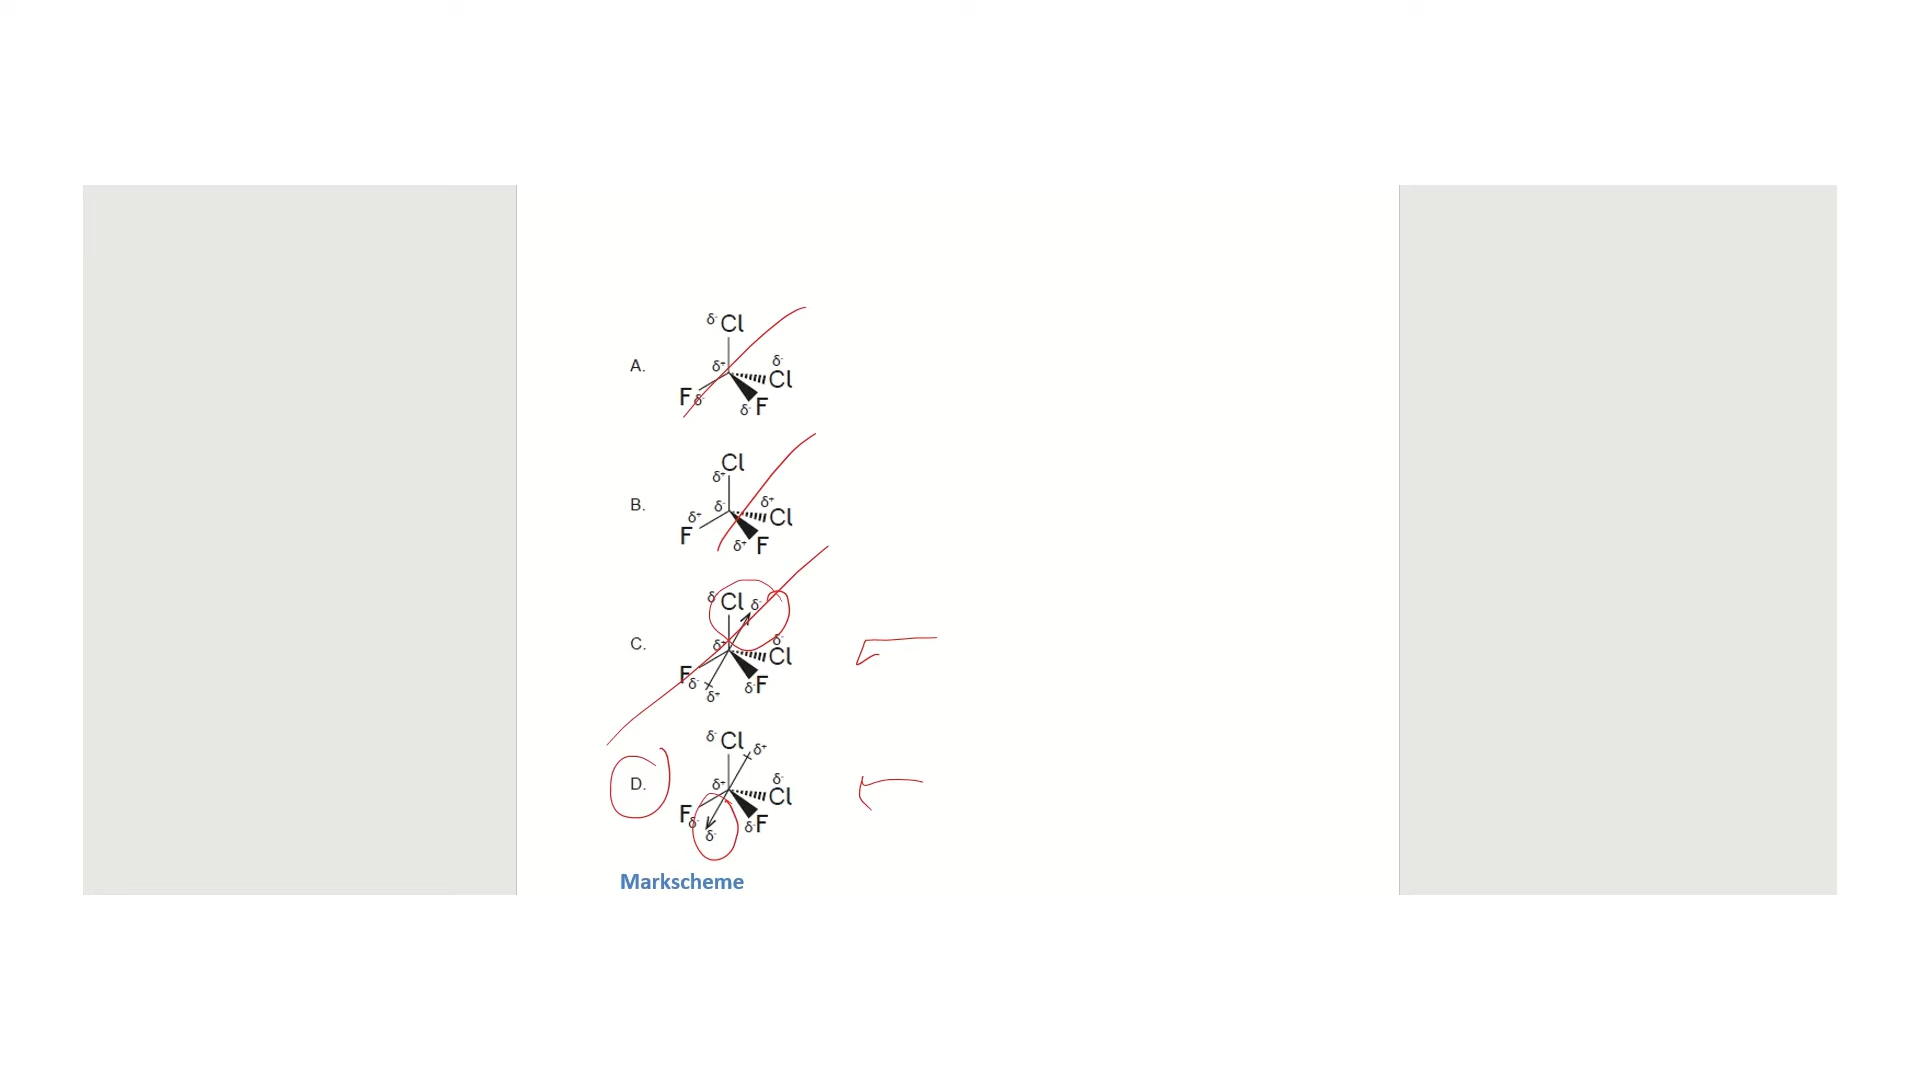 δ- Cl
δ+ δ-
A. Cl
F δ- δ- F
Cl
δ+
δ- δ+
B. Cl
δ+
F δ+ F
δ Cl δ-
δ+ δ-
C. Cl
F δ- δ- F
δ+
δ- Cl δ+
δ+ δ-
D. Cl
F δ- δ- F
δ-
Markscheme